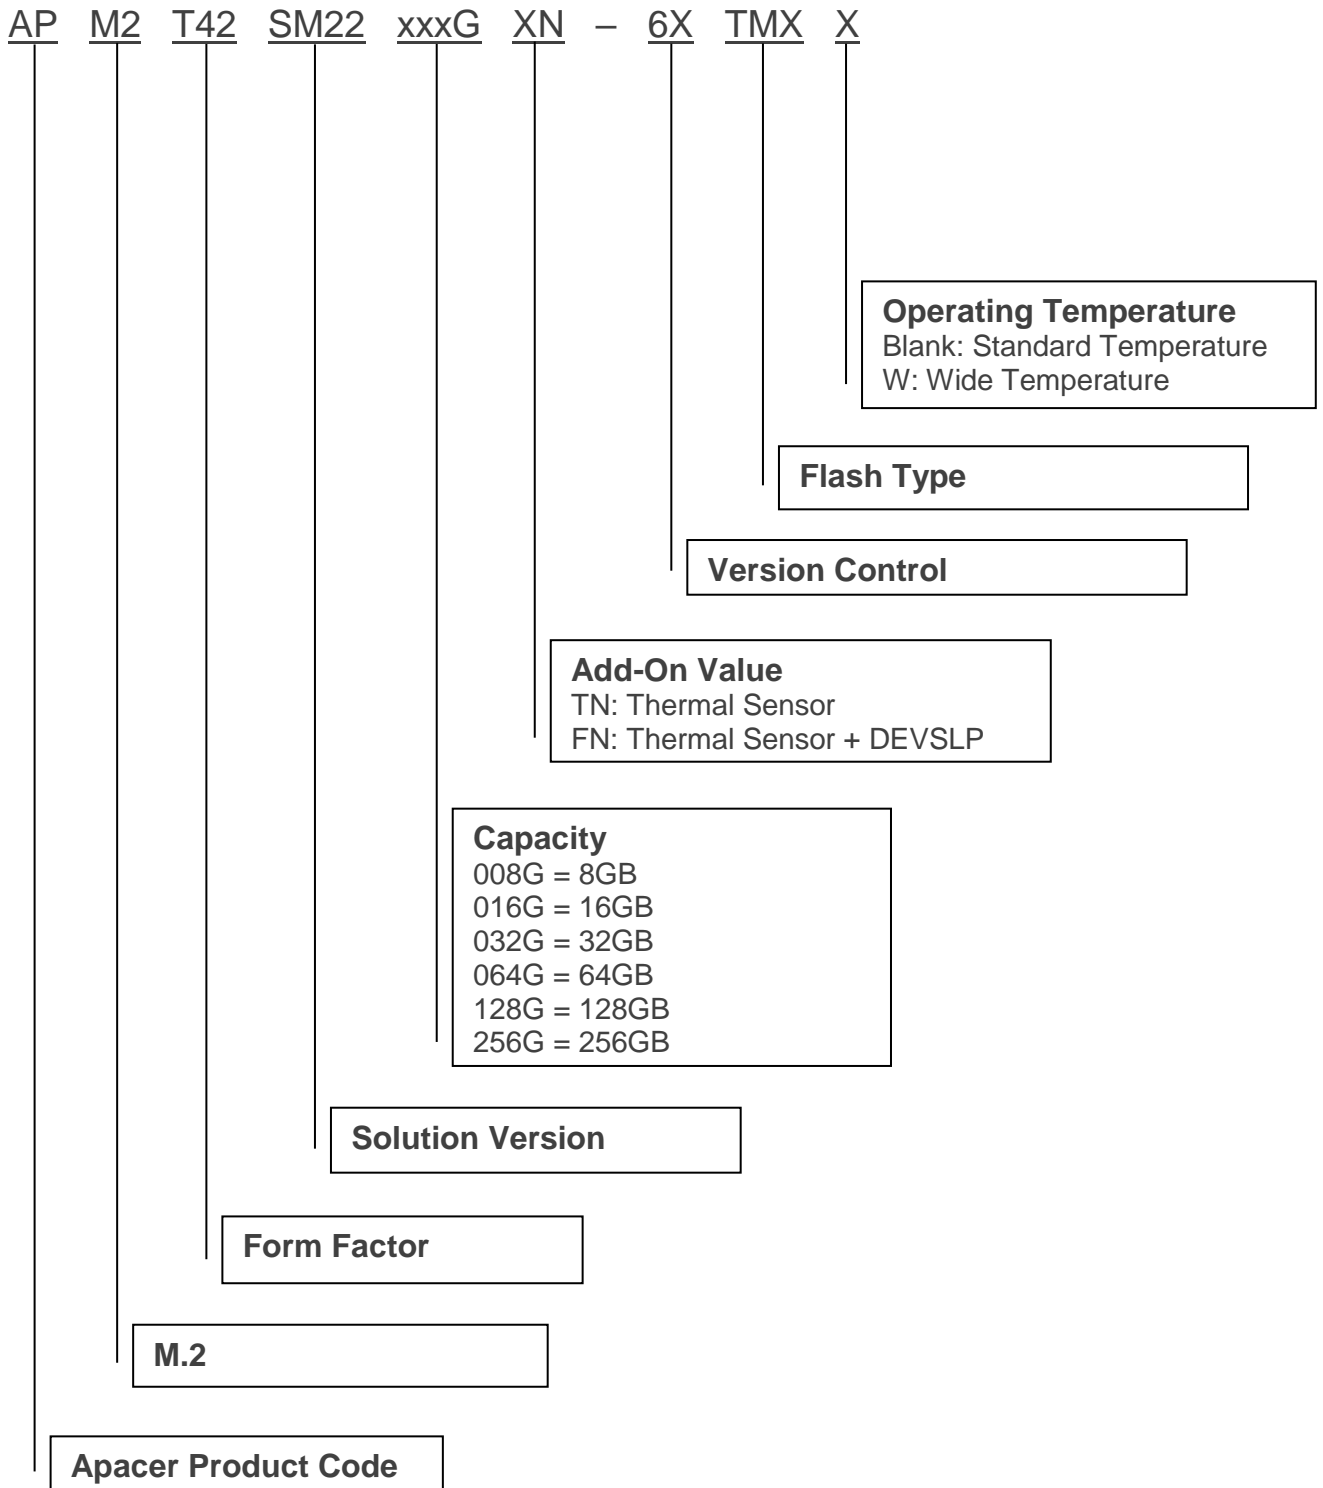 AP M2 T42 SM22 xxxG XN – 6X TMX X
Operating Temperature
Blank: Standard Temperature
W: Wide Temperature
Flash Type
Version Control
Add-On Value
TN: Thermal Sensor
FN: Thermal Sensor + DEVSLP
Capacity
008G = 8GB
016G = 16GB
032G = 32GB
064G = 64GB
128G = 128GB
256G = 256GB
Solution Version
Form Factor
M.2
Apacer Product Code